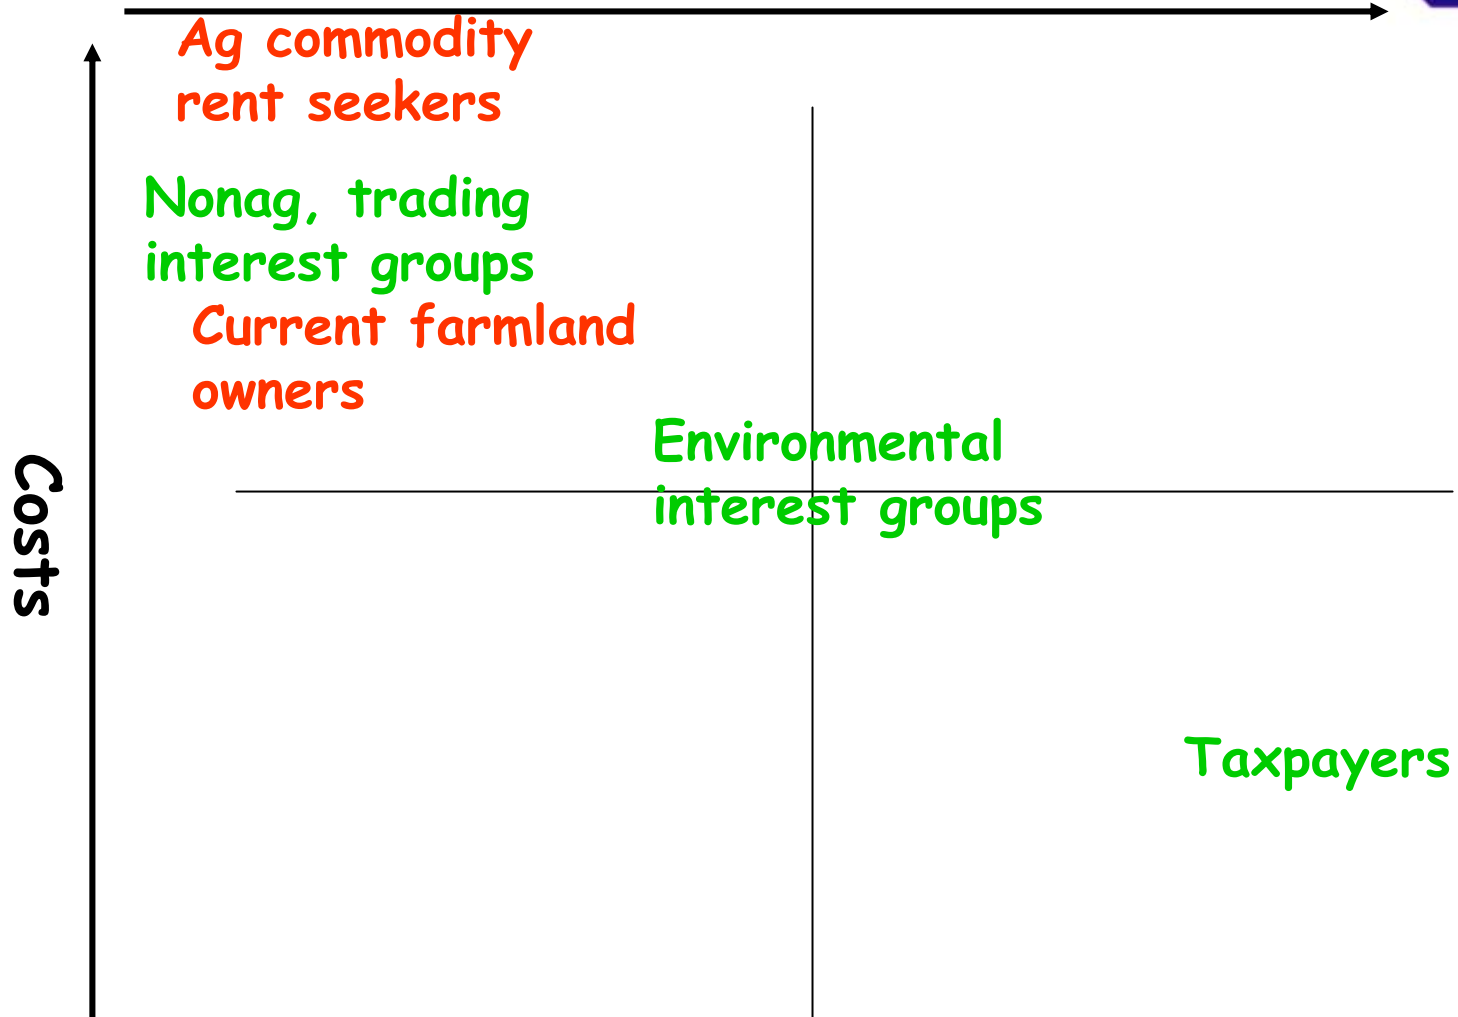 Ag commodity
rent seekers
Nonag, trading
interest groups
Current farmland
owners
Environmental
interest groups
Costs
Taxpayers